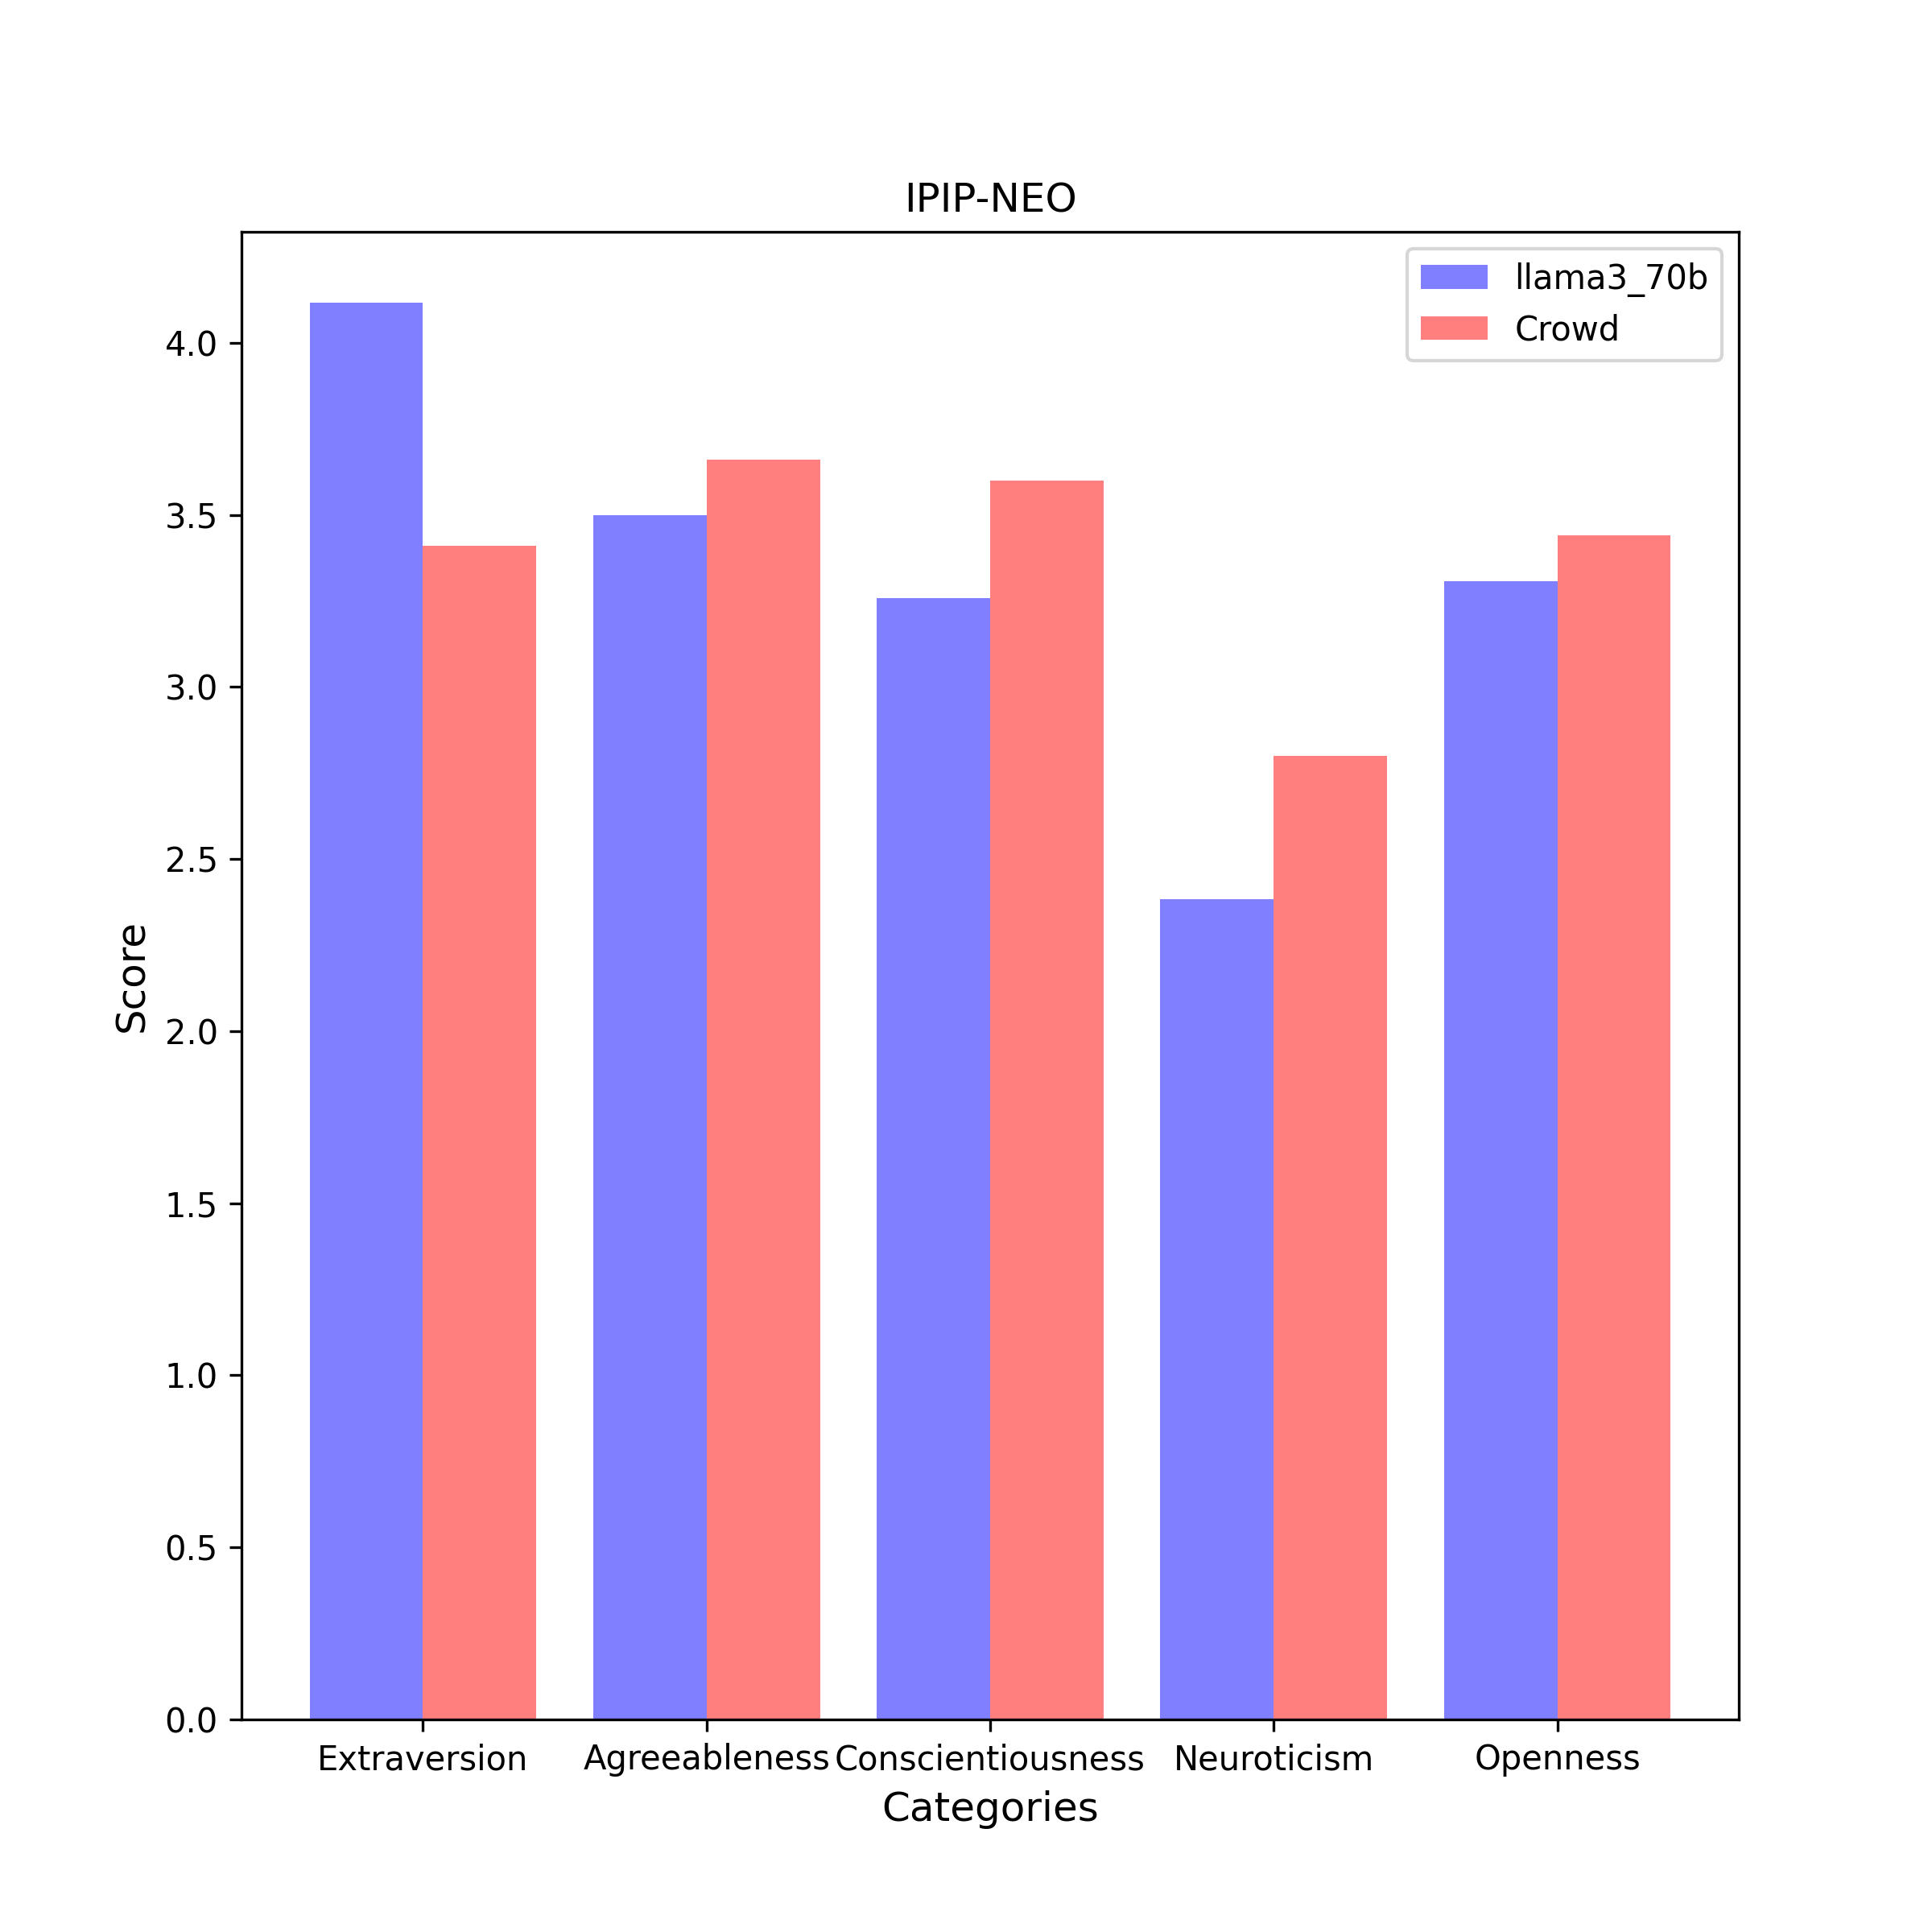 IPIP-NEO
llama3_70b
Crowd
4.0
3.5
3.0
2.5
2.0
1.5
1.0
0.5
0.0
Score
Extraversion Agreeableness Conscientiousness Neuroticism Openness
Categories